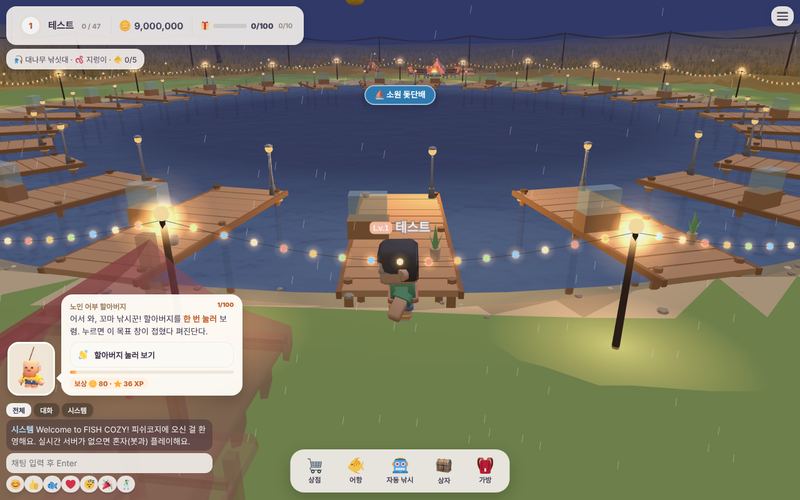 1 테스트 0 / 47 9,000,000 0/100 0/10
대나무 낚싯대 · 지렁이 · 0/5
소원 돛단배
Lv.1 테스트
노인 어부 할아버지 1/100
어서 와, 꼬마 낚시꾼! 할아버지를 한 번 눌러 보
렴. 누르면 이 목표 창이 접혔다 펴진단다.
할아버지 눌러 보기
보상 80 · 36 XP
전체 대화 시스템
시스템 Welcome to FISH COZY! 피쉬코지에 오신 걸 환
영해요. 실시간 서버가 없으면 혼자(봇과) 플레이해요.
채팅 입력 후 Enter
상점 어항 자동 낚시 상자 가방